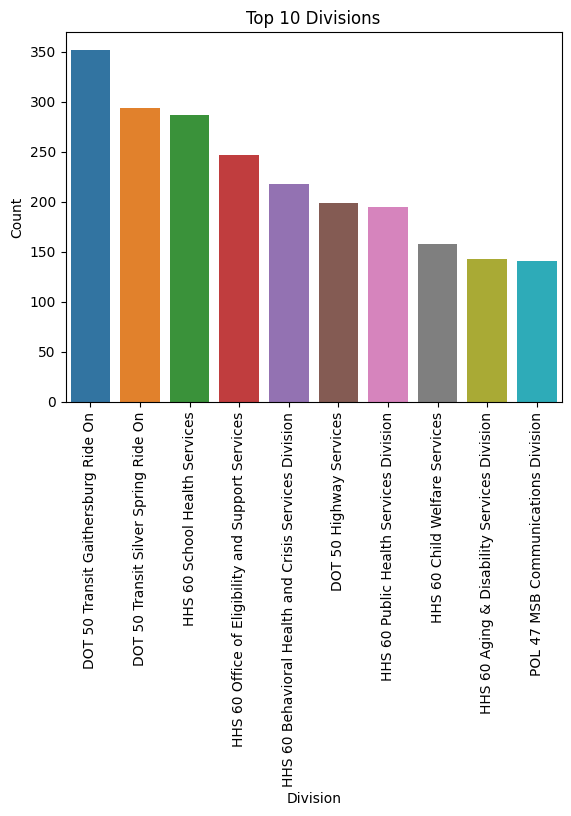 Top 10 Divisions
Count
350
300
250
200
150
100
50
0
DOT 50 Transit Gaithersburg Ride On
DOT 50 Transit Silver Spring Ride On
HHS 60 School Health Services
HHS 60 Office of Eligibility and Support Services
HHS 60 Behavioral Health and Crisis Services Division
DOT 50 Highway Services
HHS 60 Public Health Services Division
HHS 60 Child Welfare Services
HHS 60 Aging & Disability Services Division
POL 47 MSB Communications Division
Division